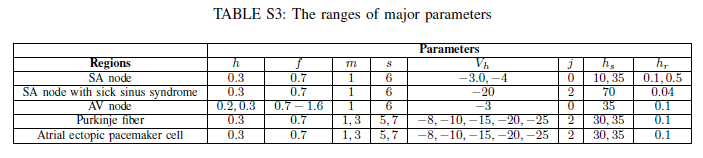 TABLE S3: The ranges of major parameters
Parameters
Regions h f m s V_h j h_s h_r
SA node 0.3 0.7 1 6 −3.0, −4 0 10, 35 0.1, 0.5
SA node with sick sinus syndrome 0.3 0.7 1 6 −20 2 70 0.04
AV node 0.2, 0.3 0.7 − 1.6 1 6 −3 0 35 0.1
Purkinje fiber 0.3 0.7 1, 3 5, 7 −8, −10, −15, −20, −25 2 30, 35 0.1
Atrial ectopic pacemaker cell 0.3 0.7 1, 3 5, 7 −8, −10, −15, −20, −25 2 30, 35 0.1